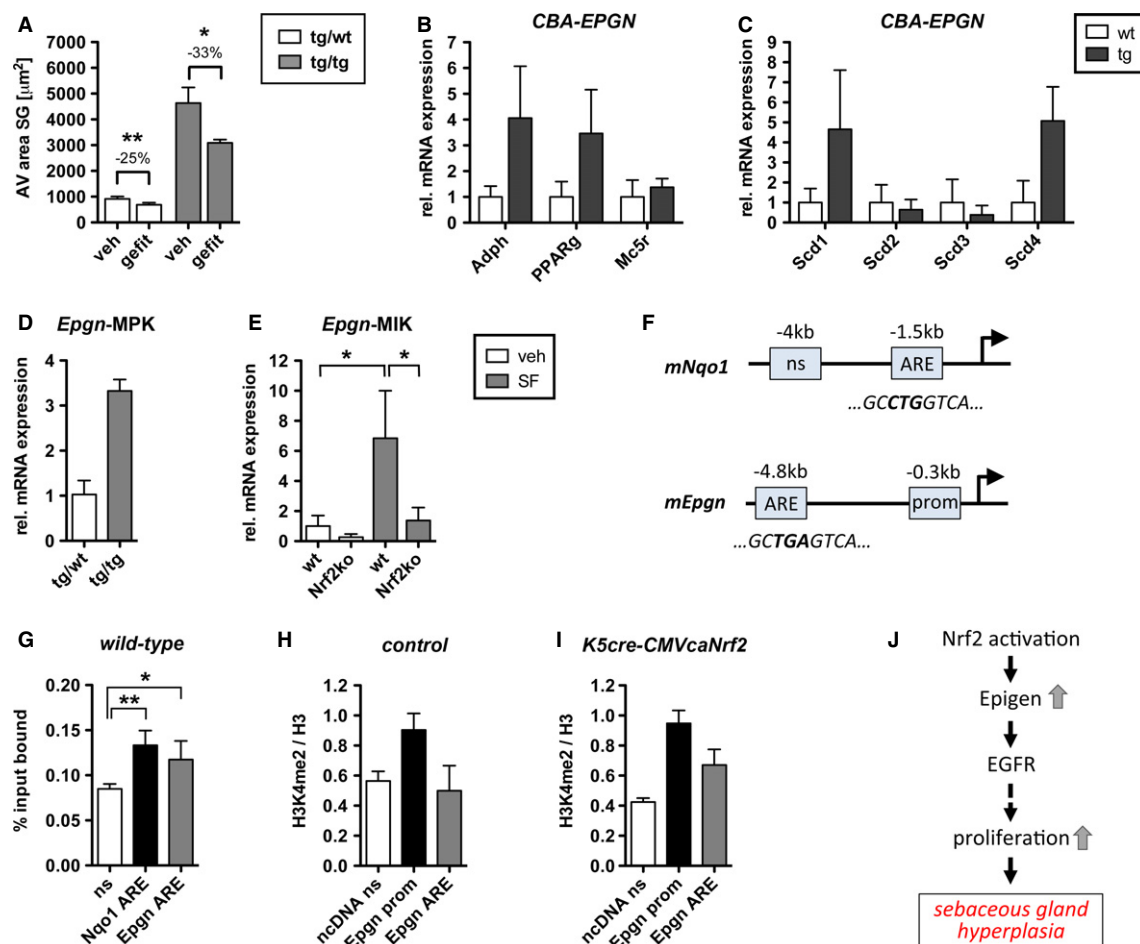 A
AV area SG [µm²]
7000
6000
5000
4000
3000
2000
1000
0
**
-25%
*
-33%
veh
gefit
veh
gefit
tg/wt
tg/tg
B
CBA-EPGN
rel. mRNA expression
7
6
5
4
3
2
1
0
Adph
PPARg
Mc5r
C
CBA-EPGN
rel. mRNA expression
9
8
7
6
5
4
3
2
1
0
Scd1
Scd2
Scd3
Scd4
wt
tg
D
Epgn-MPK
rel. mRNA expression
4
3
2
1
0
tg/wt
tg/tg
E
Epgn-MIK
rel. mRNA expression
12
10
8
6
4
2
0
*
*
wt
Nrf2ko
wt
Nrf2ko
veh
SF
F
-4kb
-1.5kb
mNqo1
ns
ARE
...GCCTGGTCA...
-4.8kb
-0.3kb
mEpgn
ARE
prom
...GCTGAGTCA...
G
wild-type
% input bound
0.20
0.15
0.10
0.05
0.00
*
**
ns
Nqo1 ARE
Epgn ARE
H
control
H3K4me2 / H3
1.2
1.0
0.8
0.6
0.4
0.2
0.0
ncDNA ns
Epgn prom
Epgn ARE
I
K5cre-CMVcaNrf2
H3K4me2 / H3
1.2
1.0
0.8
0.6
0.4
0.2
0.0
ncDNA ns
Epgn prom
Epgn ARE
J
Nrf2 activation
Epigen
EGFR
proliferation
sebaceous gland
hyperplasia